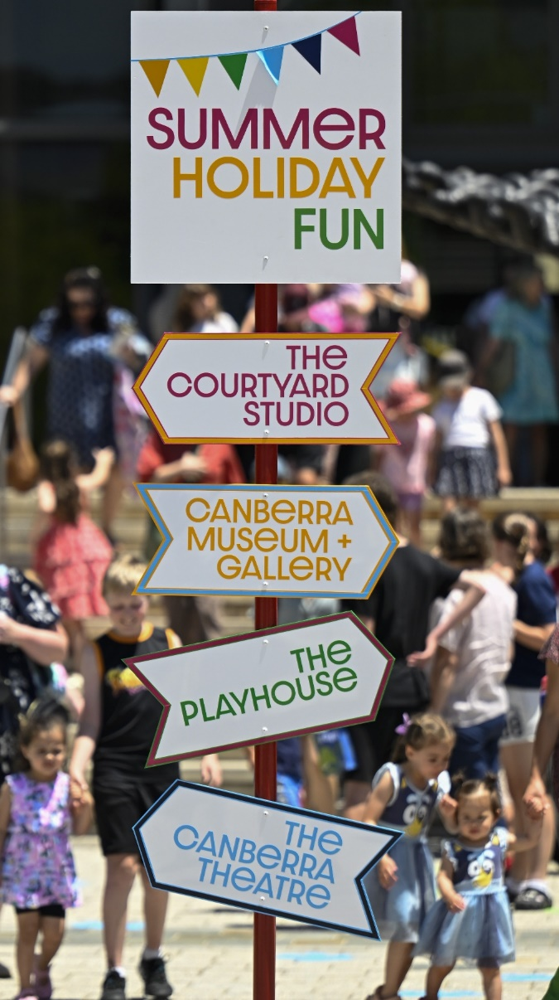 SUMMER
HOLIDAY
FUN
THE
COURTYARD
STUDIO
CANBERRA
MUSEUM +
GALLERY
THE
PLAYHOUSE
THE
CANBERRA
THEATRE